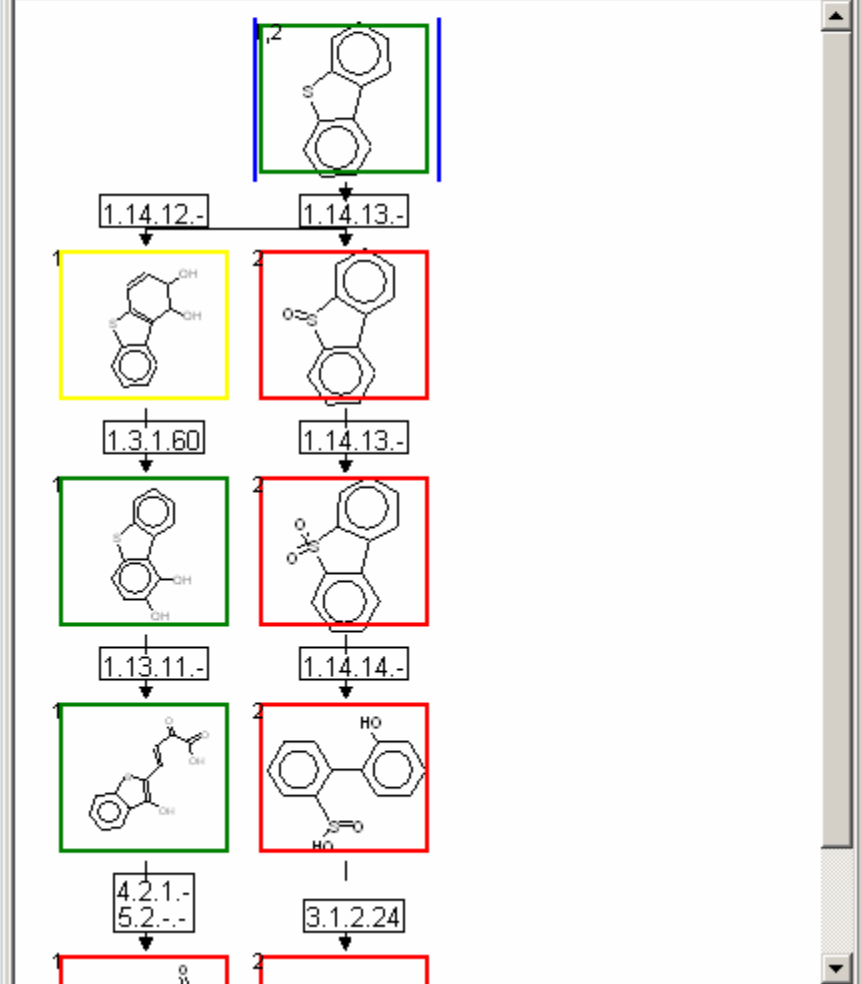 1,2
S
1.14.12.-
1.14.13.-
1
OH
OH
S
2
O
S
1.3.1.60
1.14.13.-
1
S
OH
OH
2
O
O
S
1.13.11.-
1.14.14.-
1
O
O
OH
S
OH
2
HO
S
O
HO
4.2.1.-
5.2.-.-
3.1.2.24
1
O
2